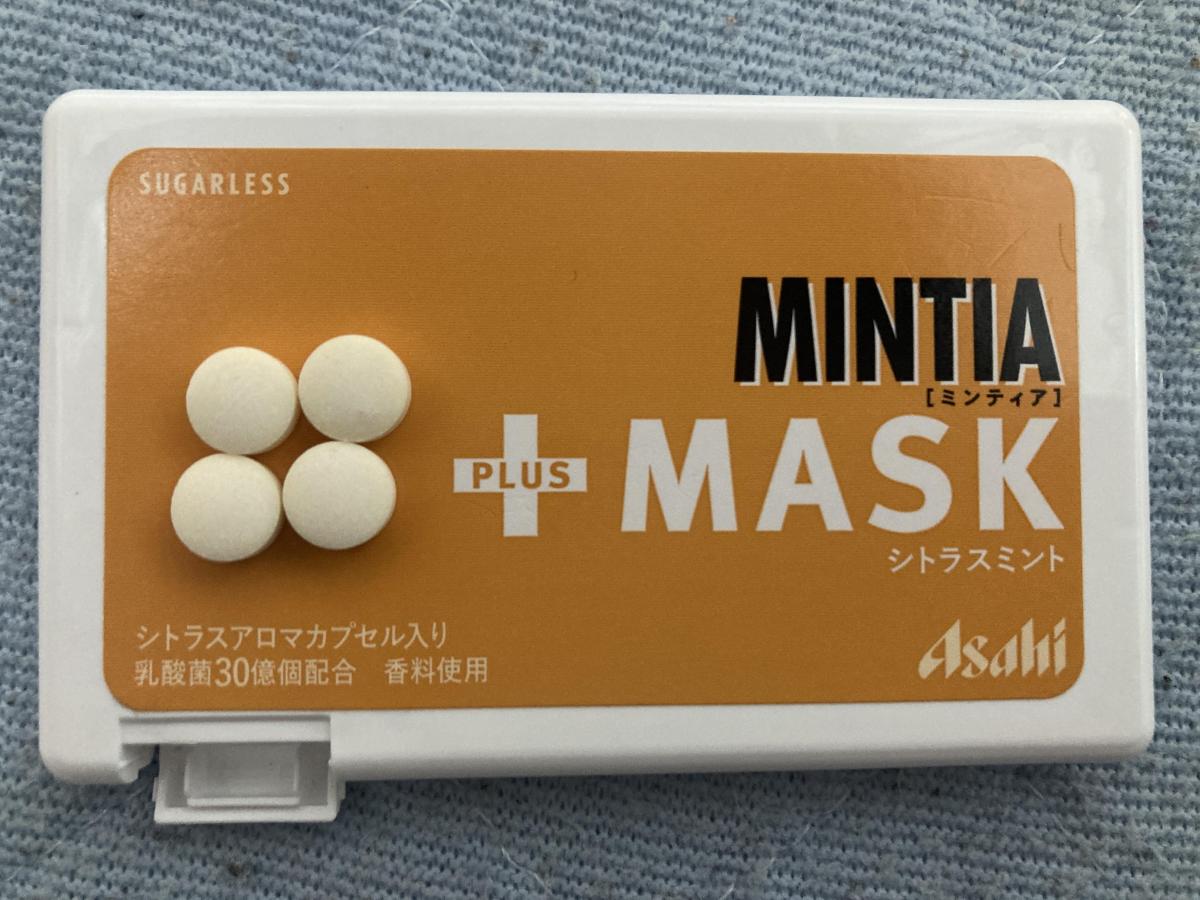 SUGARLESS
MINTIA
[ミンティア]
PLUS MASK
シトラスミント
シトラスアロマカプセル入り
乳酸菌30億個配合 香料使用
Asahi